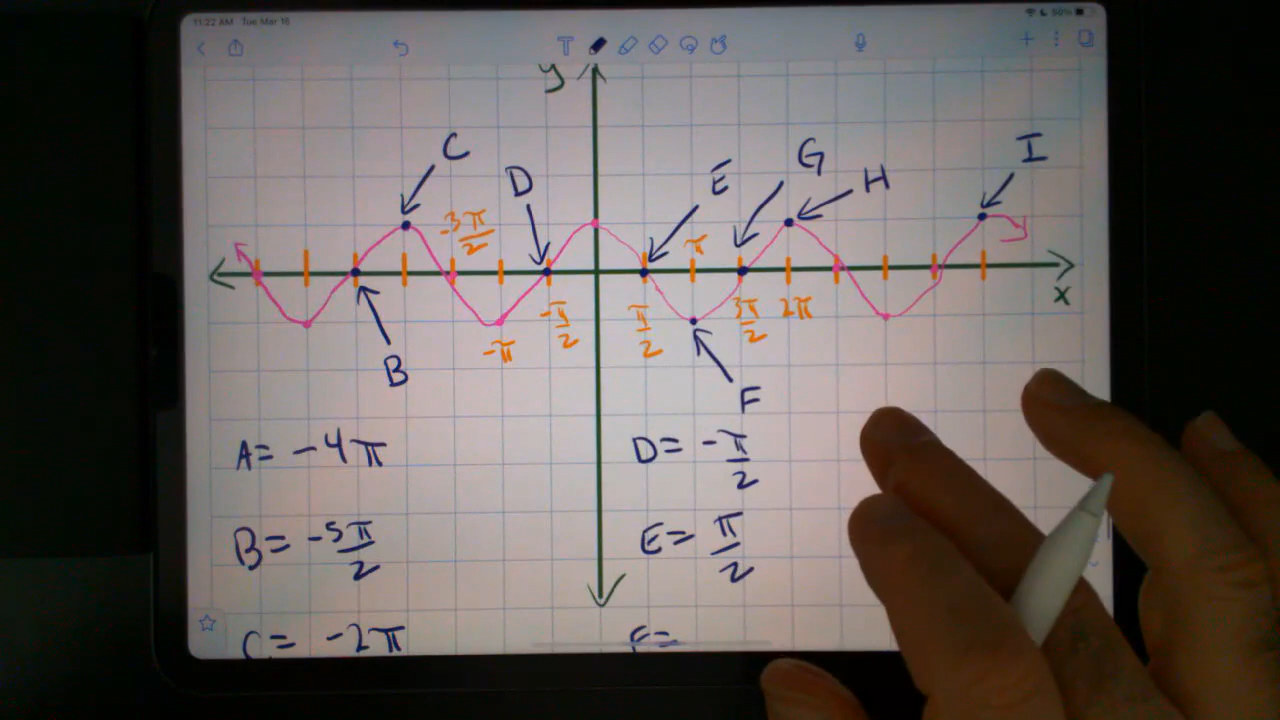 11:22 AM Tue Mar 16
50%
T
y
C
D
E
G
H
I
-3π/2
π
-π
-π/2
π/2
3π/2
2π
x
B
F
A = -4π
D = -π/2
B = -5π/2
E = π/2
C = -2π
F =